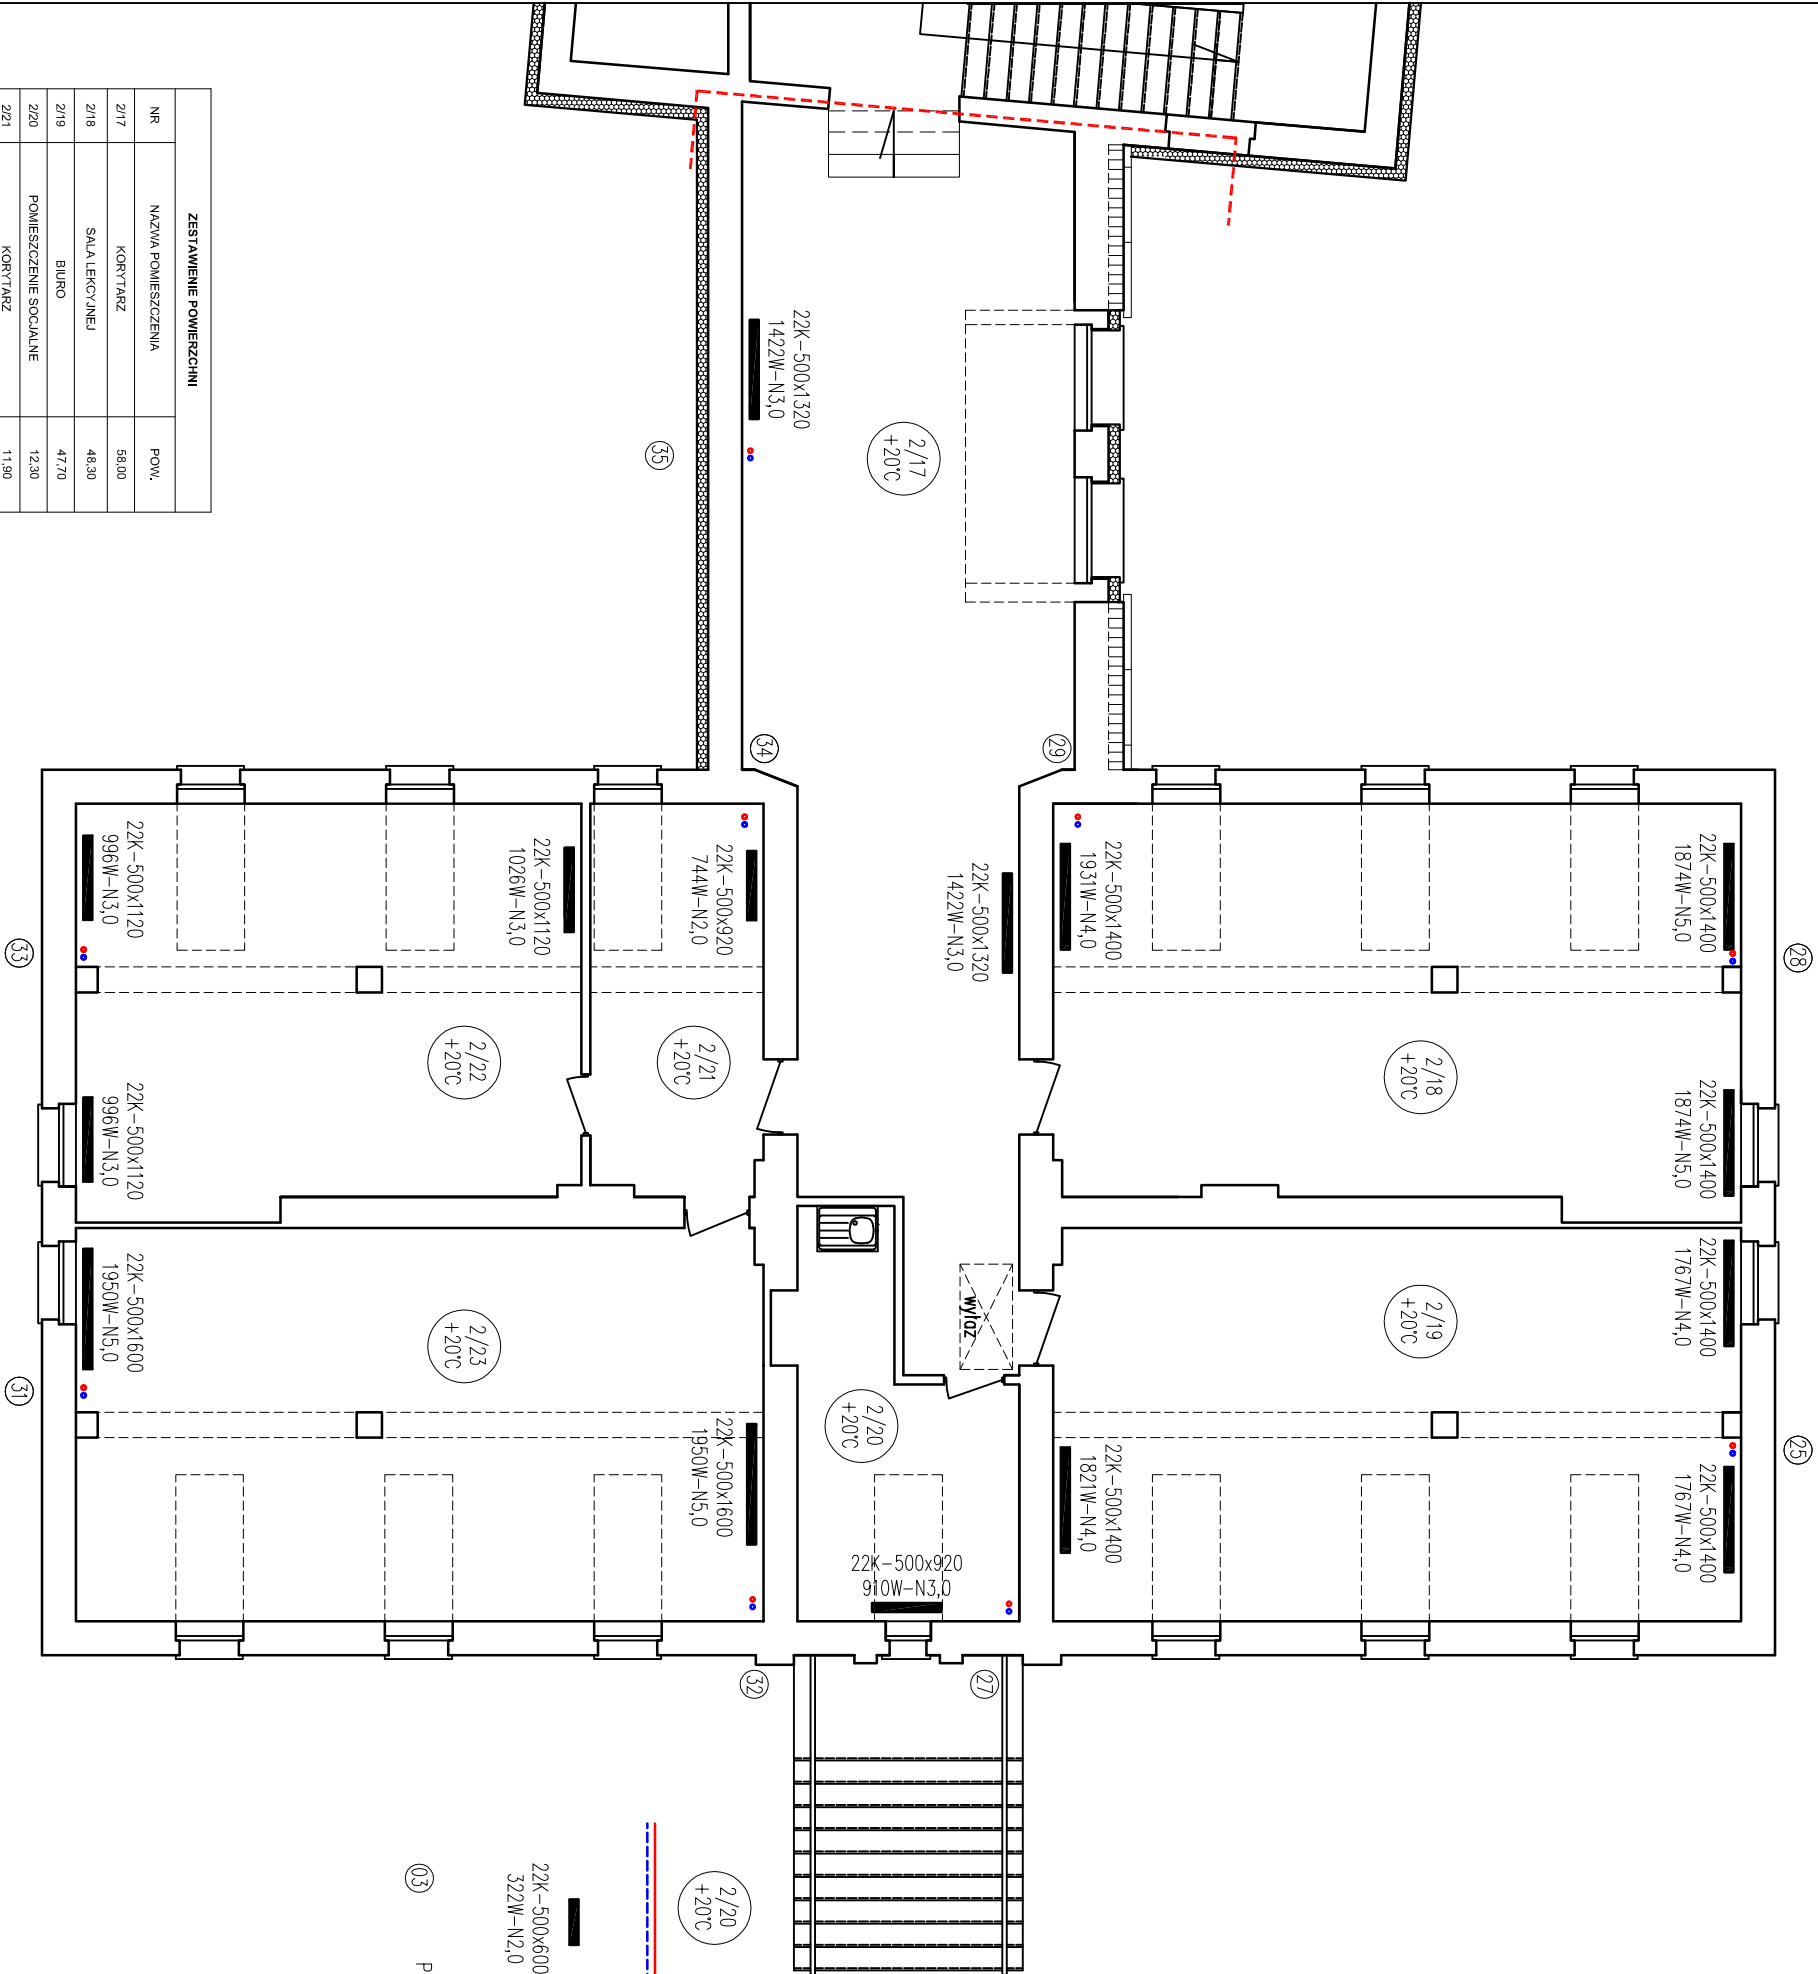 ZESTAWIENIE POWIERZCHNI
NR NAZWA POMIESZCZENIA POW.
2/17 KORYTARZ 58,00
2/18 SALA LEKCYJNEJ 48,30
2/19 BIURO 47,70
2/20 POMIESZCZENIE SOCJALNE 12,30
2/21 KORYTARZ 11,90
22K-500x1320
1422W-N3,0
2/17
+20°C
35
34
29
22K-500x1400
1874W-N5,0
28
22K-500x1400
1931W-N4,0
22K-500x1320
1422W-N3,0
22K-500x920
744W-N2,0
22K-500x1120
1026W-N3,0
22K-500x1120
996W-N3,0
33
2/18
+20°C
22K-500x1400
1874W-N5,0
2/21
+20°C
2/22
+20°C
22K-500x1120
996W-N3,0
22K-500x1400
1767W-N4,0
2/19
+20°C
wyłaz
2/23
+20°C
22K-500x1600
1950W-N5,0
31
25
22K-500x1400
1767W-N4,0
22K-500x1400
1821W-N4,0
2/20
+20°C
22K-500x1600
1950W-N5,0
22K-500x920
910W-N3,0
27
32
2/20
+20°C
22K-500x600
322W-N2,0
03
P